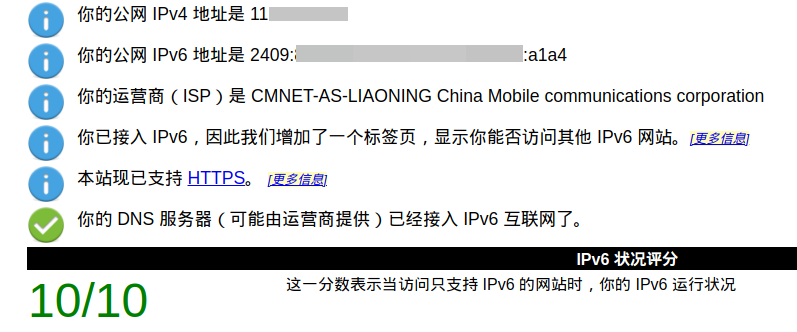 你的公网 IPv4 地址是 11
你的公网 IPv6 地址是 2409: :a1a4
你的运营商（ISP）是 CMNET-AS-LIAONING China Mobile communications corporation
你已接入 IPv6，因此我们增加了一个标签页，显示你能否访问其他 IPv6 网站。 [更多信息]
本站现已支持 HTTPS。 [更多信息]
你的 DNS 服务器（可能由运营商提供）已经接入 IPv6 互联网了。
IPv6 状况评分
10/10 这一分数表示当访问只支持 IPv6 的网站时，你的 IPv6 运行状况